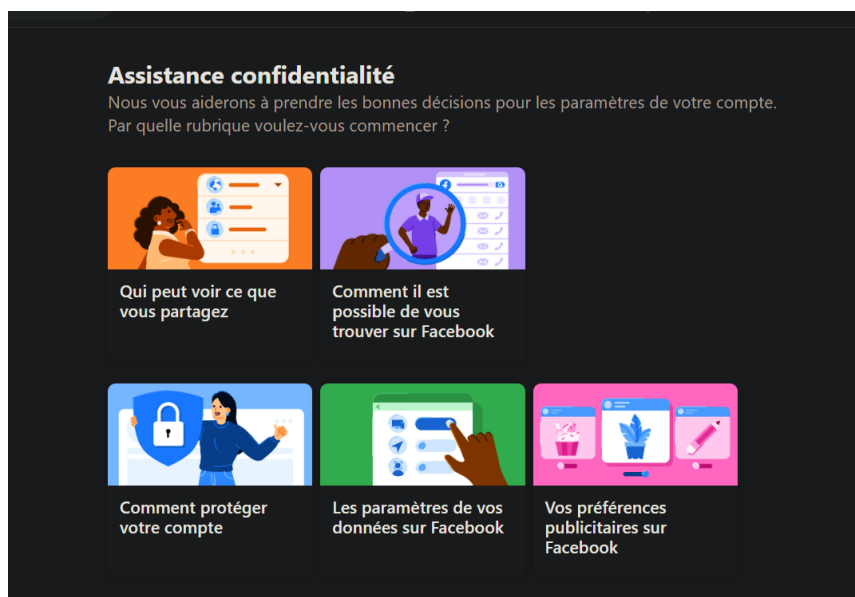 Assistance confidentialité
Nous vous aiderons à prendre les bonnes décisions pour les paramètres de votre compte.
Par quelle rubrique voulez-vous commencer ?
Qui peut voir ce que
vous partagez
Comment il est
possible de vous
trouver sur Facebook
Comment protéger
votre compte
Les paramètres de vos
données sur Facebook
Vos préférences
publicitaires sur
Facebook